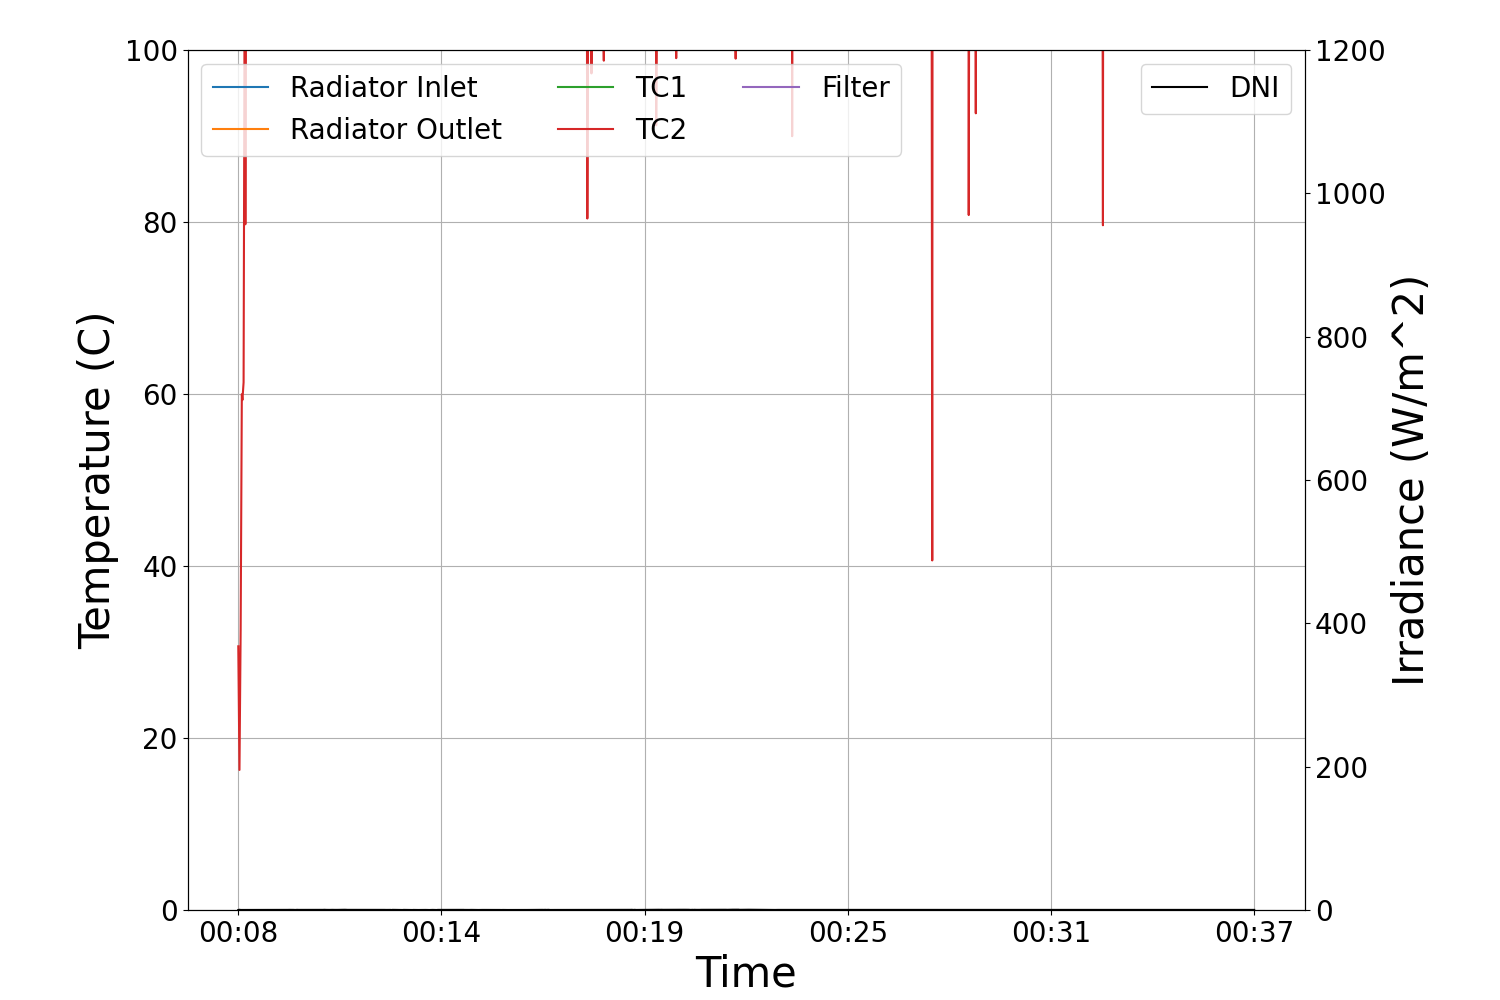 100
80
60
40
20
0
Temperature (C)
Radiator Inlet
Radiator Outlet
TC1
TC2
Filter
DNI
1200
1000
800
600
400
200
0
Irradiance (W/m^2)
00:08 00:14 00:19 00:25 00:31 00:37
Time